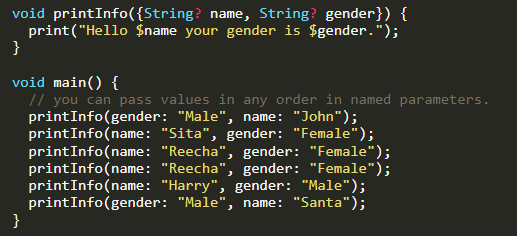 void printInfo({String? name, String? gender}) {
  print("Hello $name your gender is $gender.");
}

void main() {
  // you can pass values in any order in named parameters.
  printInfo(gender: "Male", name: "John");
  printInfo(name: "Sita", gender: "Female");
  printInfo(name: "Reecha", gender: "Female");
  printInfo(name: "Reecha", gender: "Female");
  printInfo(name: "Harry", gender: "Male");
  printInfo(gender: "Male", name: "Santa");
}